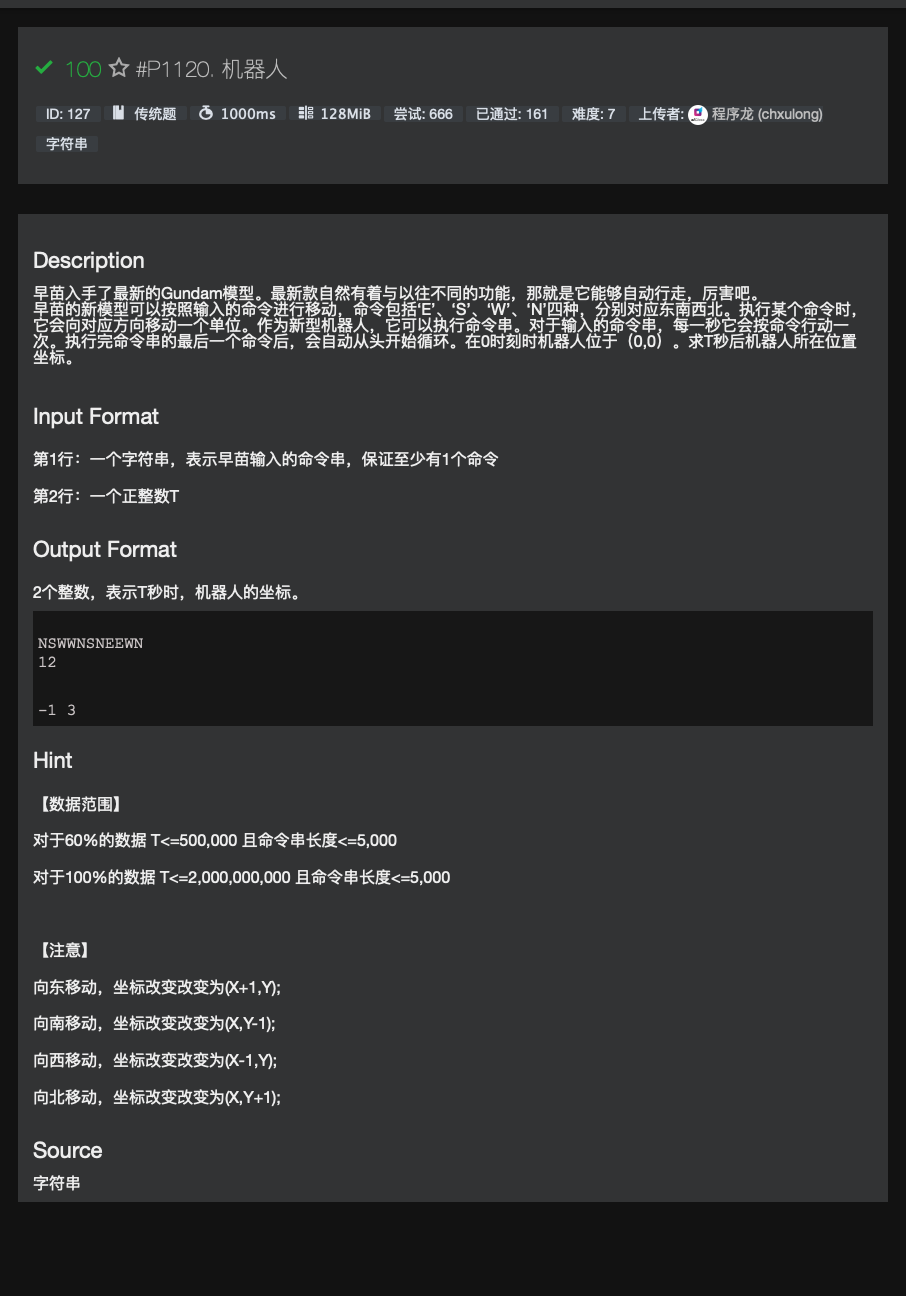 100 #P1120. 机器人
ID: 127 传统题 1000ms 128MiB 尝试: 666 已通过: 161 难度: 7 上传者: 程序龙 (chxulong)
字符串
Description
早苗入手了最新的Gundam模型。最新款自然有着与以往不同的功能，那就是它能够自动行走，厉害吧。
早苗的新模型可以按照输入的命令进行移动，命令包括‘E’、‘S’、‘W’、‘N’四种，分别对应东南西北。执行某个命令时，
它会向对应方向移动一个单位。作为新型机器人，它可以执行命令串。对于输入的命令串，每一秒它会按命令行动一
次。执行完命令串的最后一个命令后，会自动从头开始循环。在0时刻时机器人位于（0,0）。求T秒后机器人所在位置
坐标。
Input Format
第1行：一个字符串，表示早苗输入的命令串，保证至少有1个命令
第2行：一个正整数T
Output Format
2个整数，表示T秒时，机器人的坐标。
NSWWNSNEEWN
12
-1 3
Hint
【数据范围】
对于60%的数据 T<=500,000 且命令串长度<=5,000
对于100%的数据 T<=2,000,000,000 且命令串长度<=5,000
【注意】
向东移动，坐标改变改变为(X+1,Y);
向南移动，坐标改变改变为(X,Y-1);
向西移动，坐标改变改变为(X-1,Y);
向北移动，坐标改变改变为(X,Y+1);
Source
字符串